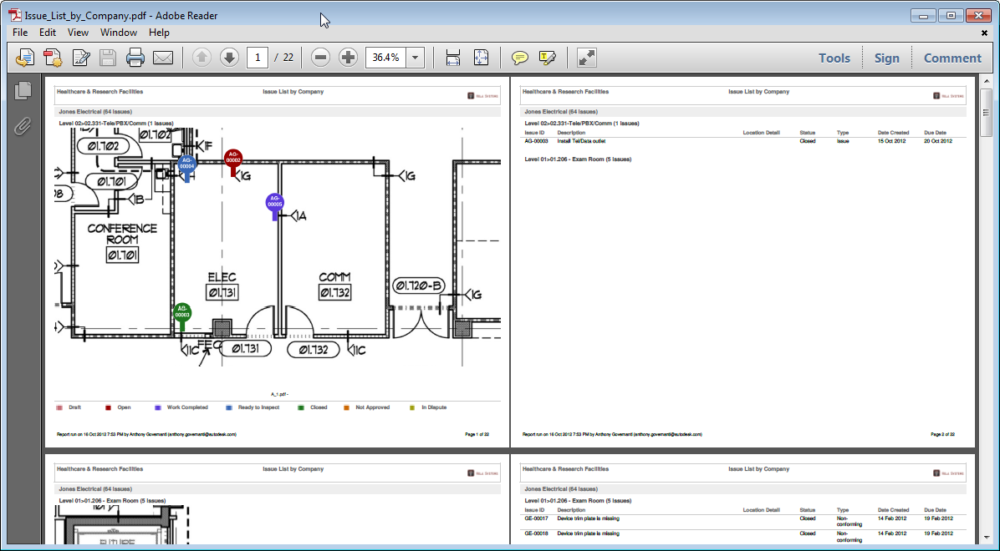 Issue_List_by_Company.pdf - Adobe Reader
File Edit View Window Help
1 / 22 36.4% Tools Sign Comment
Healthcare & Research Facilities Issue List by Company
Jones Electrical (64 Issues)
Level 02>02.331-Tele/PBX/Comm (1 Issues)
01.702
01.702
1F
AG-00004
AG-00002
1G
1G
01.701
1B
AG-00005
1A
CONFERENCE
ROOM
01.701
ELEC
01.731
COMM
01.732
01.720-B
1G
AG-00003
FEC
11C
01.731
01.732
11C
A_1.pdf -
Draft Open Work Completed Ready to Inspect Closed Not Approved In Dispute
Report run on 16 Oct 2012 7:53 PM by Anthony Governanti (anthony.governanti@autodesk.com) Page 1 of 22
Healthcare & Research Facilities Issue List by Company
Jones Electrical (64 Issues)
Level 02>02.331-Tele/PBX/Comm (1 Issues)
Issue ID Description Location Detail Status Type Date Created Due Date
AG-00003 Install Tel/Data outlet Closed Issue 15 Oct 2012 20 Oct 2012
Level 01>01.206 - Exam Room (5 Issues)
Report run on 16 Oct 2012 7:53 PM by Anthony Governanti (anthony.governanti@autodesk.com) Page 2 of 22
Healthcare & Research Facilities Issue List by Company
Jones Electrical (64 Issues)
Level 01>01.206 - Exam Room (5 Issues)
FUTURE
Healthcare & Research Facilities Issue List by Company
Jones Electrical (64 Issues)
Level 01>01.206 - Exam Room (5 Issues)
Issue ID Description Location Detail Status Type Date Created Due Date
GE-00017 Device trim plate is missing Closed Non-conforming 14 Feb 2012 19 Feb 2012
GE-00018 Device trim plate is missing Closed Non-conforming 14 Feb 2012 19 Feb 2012